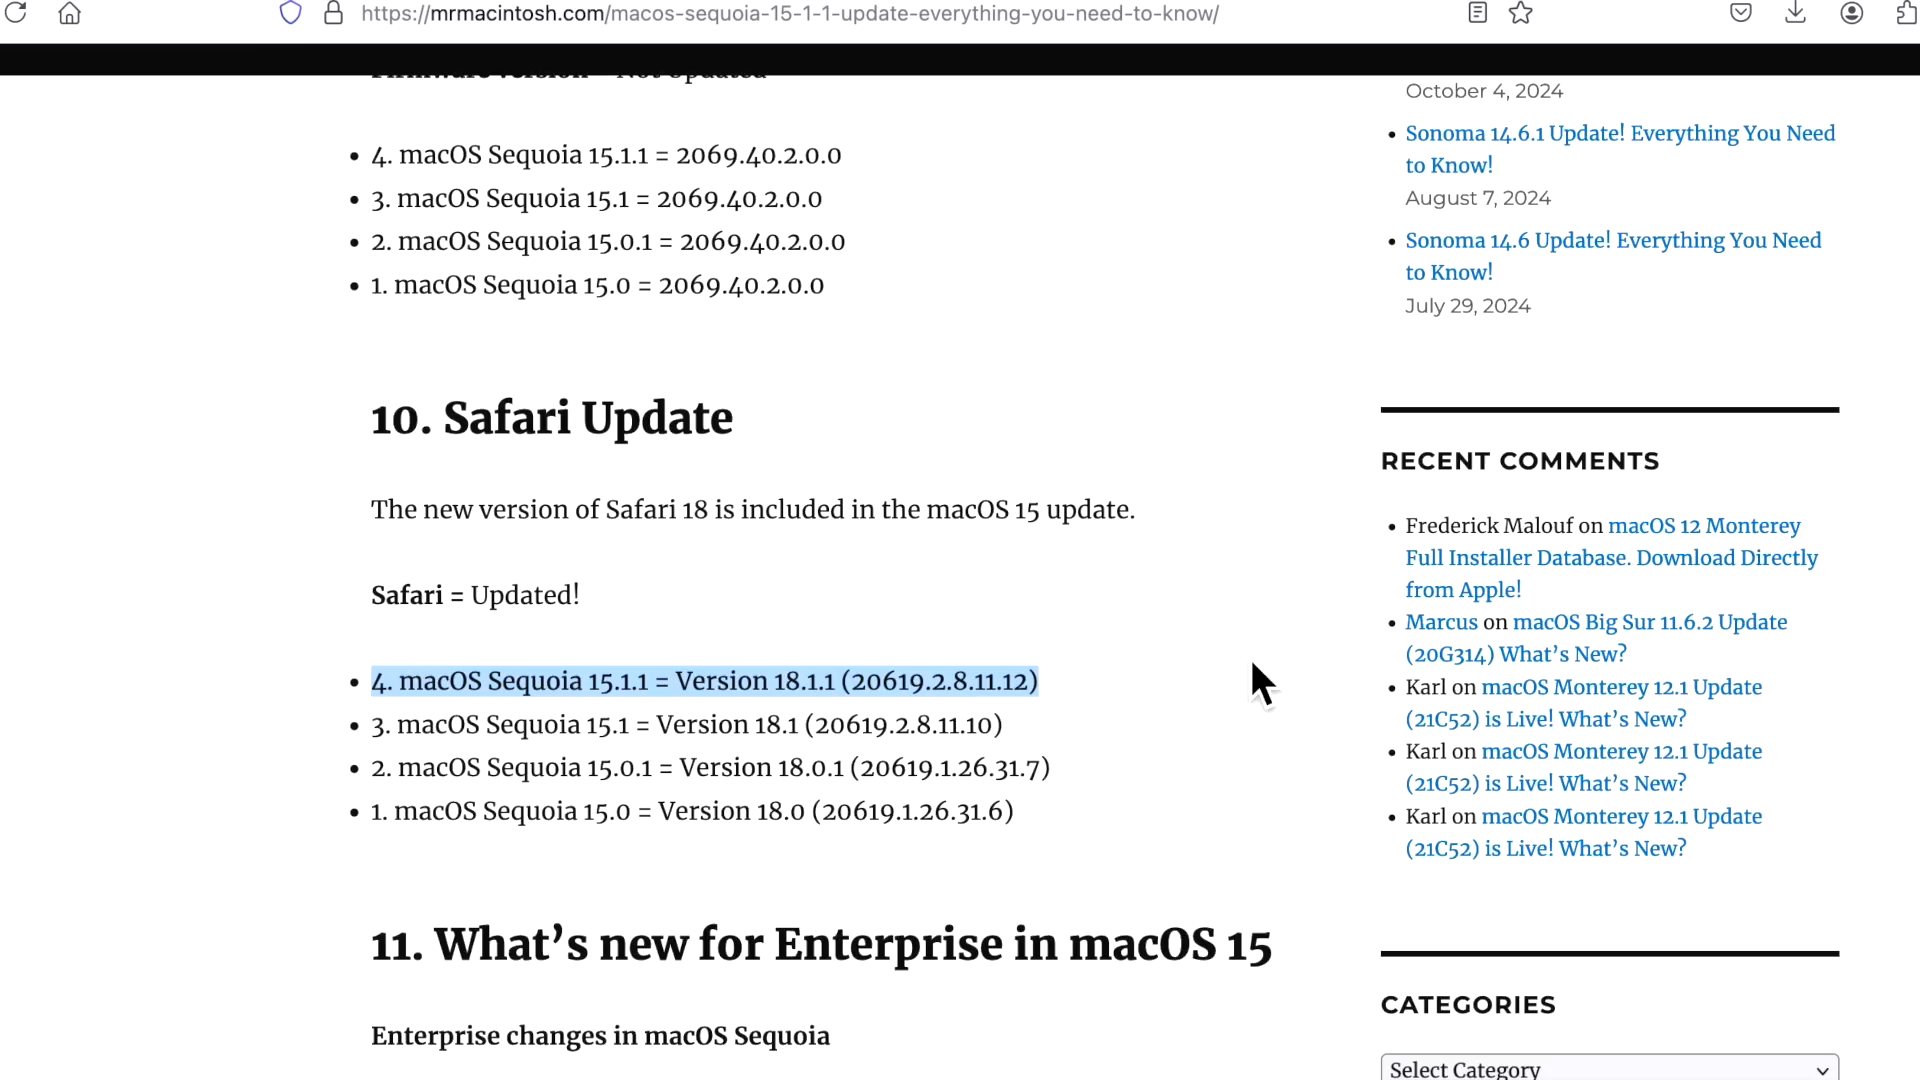 https://mrmacintosh.com/macos-sequoia-15-1-1-update-everything-you-need-to-know/
Firmware version = Not Updated
4. macOS Sequoia 15.1.1 = 2069.40.2.0.0
3. macOS Sequoia 15.1 = 2069.40.2.0.0
2. macOS Sequoia 15.0.1 = 2069.40.2.0.0
1. macOS Sequoia 15.0 = 2069.40.2.0.0
10. Safari Update
The new version of Safari 18 is included in the macOS 15 update.
Safari = Updated!
4. macOS Sequoia 15.1.1 = Version 18.1.1 (20619.2.8.11.12)
3. macOS Sequoia 15.1 = Version 18.1 (20619.2.8.11.10)
2. macOS Sequoia 15.0.1 = Version 18.0.1 (20619.1.26.31.7)
1. macOS Sequoia 15.0 = Version 18.0 (20619.1.26.31.6)
11. What’s new for Enterprise in macOS 15
Enterprise changes in macOS Sequoia
October 4, 2024
Sonoma 14.6.1 Update! Everything You Need
to Know!
August 7, 2024
Sonoma 14.6 Update! Everything You Need
to Know!
July 29, 2024
RECENT COMMENTS
Frederick Malouf on macOS 12 Monterey
Full Installer Database. Download Directly
from Apple!
Marcus on macOS Big Sur 11.6.2 Update
(20G314) What’s New?
Karl on macOS Monterey 12.1 Update
(21C52) is Live! What’s New?
Karl on macOS Monterey 12.1 Update
(21C52) is Live! What’s New?
Karl on macOS Monterey 12.1 Update
(21C52) is Live! What’s New?
CATEGORIES
Select Category